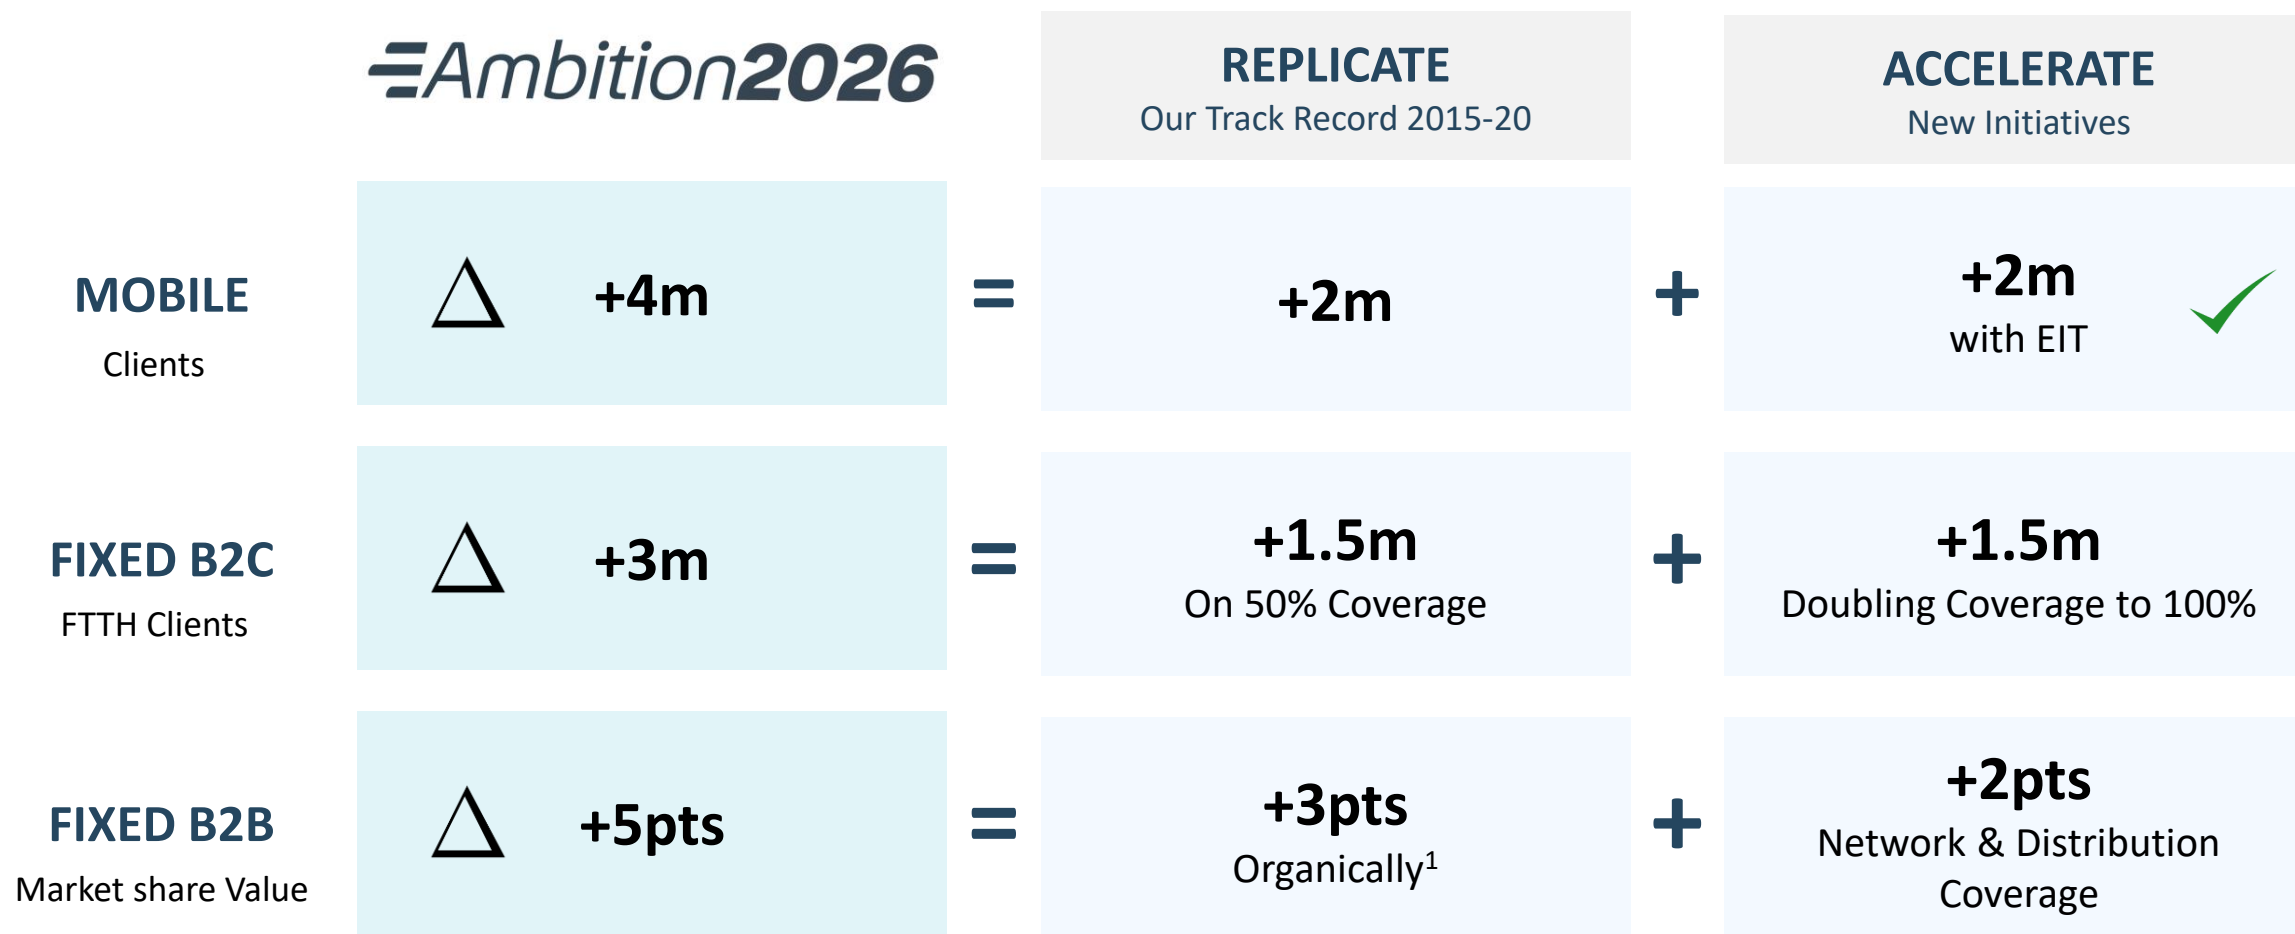 Ambition2026
REPLICATE
Our Track Record 2015-20
ACCELERATE
New Initiatives
MOBILE
Clients
Δ +4m
=
+2m
+
+2m
with EIT
FIXED B2C
FTTH Clients
Δ +3m
=
+1.5m
On 50% Coverage
+
+1.5m
Doubling Coverage to 100%
FIXED B2B
Market share Value
Δ +5pts
=
+3pts
Organically¹
+
+2pts
Network & Distribution
Coverage